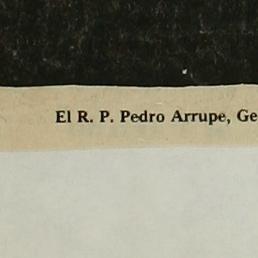 El R. P. Pedro Arrupe, Ge